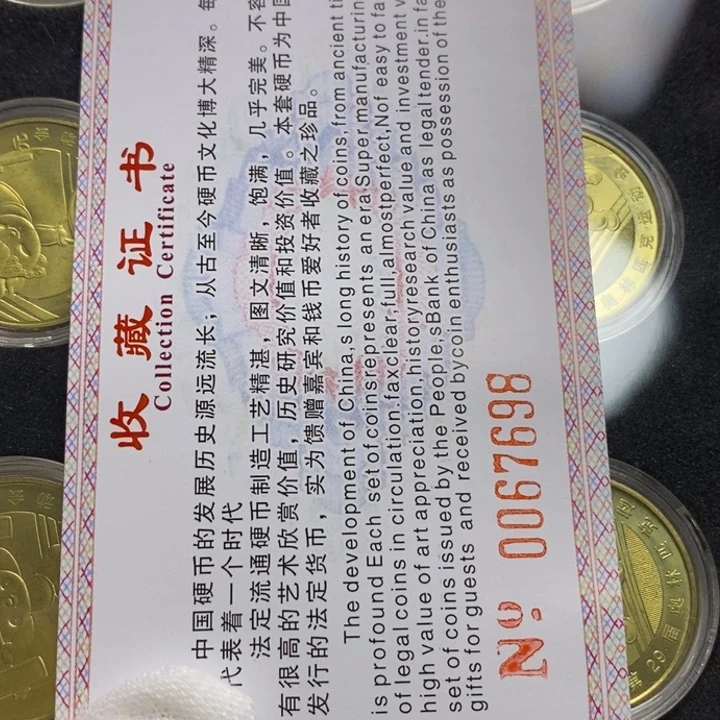 收藏证书
Collection Certificate
中国硬币的发展历史源远流长；从古至今硬币文化博大精深。每
代表着一个时代
法定流通硬币制造工艺精湛，图文清晰 饱满，几乎完美。不容
有很高的艺术欣赏价值，历史研究价值和投资价值。本套硬币为中国
发行的法定货币，实为馈赠嘉宾和钱币爱好者收藏之珍品。
The development of China,s long history of coins,from ancient ti
is profound Each set of coinsrepresents an eraSuper manufacturin
of legal coins in circulation.faxclear,full,almostperfect,Nof easy to fa
high value of art appreciation,historyresearch value and investment v
set of coins issued by the People,sBank of China as legaltender.in fa
gifts for guests and received bycoin enthusiasts as possession of the
Nº 0067698
29届奥林匹克